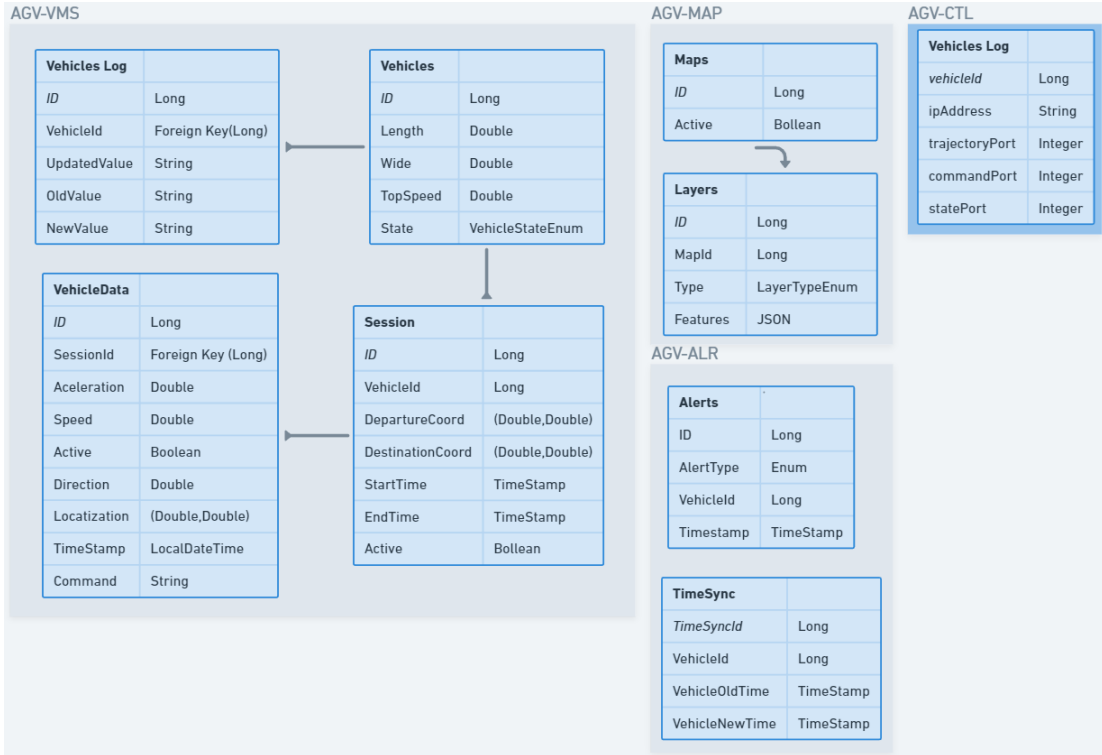 AGV-VMS
Vehicles Log
ID Long
VehicleId Foreign Key(Long)
UpdatedValue String
OldValue String
NewValue String
Vehicles
ID Long
Length Double
Wide Double
TopSpeed Double
State VehicleStateEnum
VehicleData
ID Long
SessionId Foreign Key (Long)
Aceleration Double
Speed Double
Active Boolean
Direction Double
Locatization (Double,Double)
TimeStamp LocalDateTime
Command String
Session
ID Long
VehicleId Long
DepartureCoord (Double,Double)
DestinationCoord (Double,Double)
StartTime TimeStamp
EndTime TimeStamp
Active Bollean
AGV-MAP
Maps
ID Long
Active Bollean
Layers
ID Long
MapId Long
Type LayerTypeEnum
Features JSON
AGV-ALR
Alerts
ID Long
AlertType Enum
VehicleId Long
Timestamp TimeStamp
TimeSync
TimeSyncId Long
VehicleId Long
VehicleOldTime TimeStamp
VehicleNewTime TimeStamp
AGV-CTL
Vehicles Log
vehicleId Long
ipAddress String
trajectoryPort Integer
commandPort Integer
statePort Integer